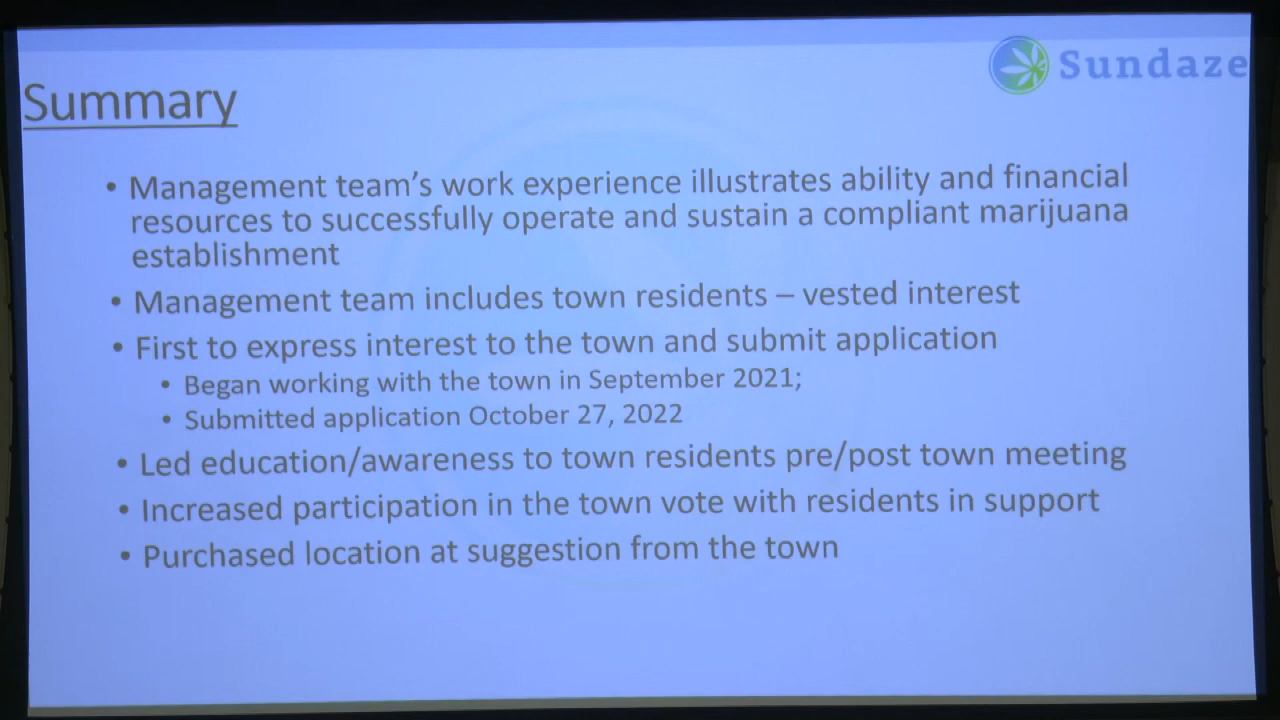 Sundaze
Summary
• Management team's work experience illustrates ability and financial
resources to successfully operate and sustain a compliant marijuana
establishment
• Management team includes town residents – vested interest
• First to express interest to the town and submit application
• Began working with the town in September 2021;
• Submitted application October 27, 2022
• Led education/awareness to town residents pre/post town meeting
• Increased participation in the town vote with residents in support
• Purchased location at suggestion from the town